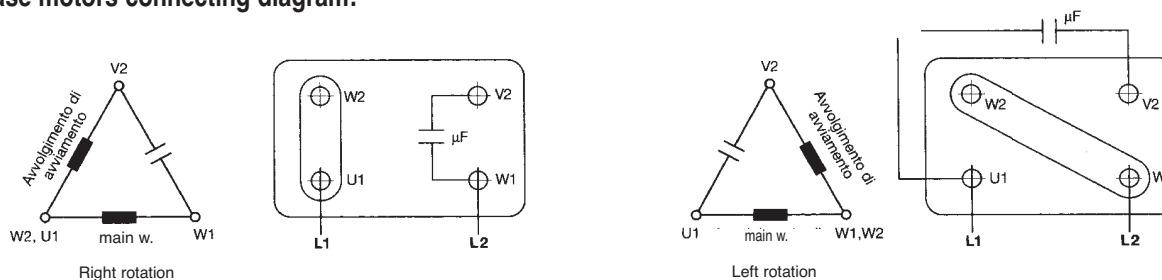 motors connecting diagram:
V2
Avvolgimento di
avviamento
W2, U1
main w.
W1
Right rotation
W2
V2
µF
U1
W1
L1
L2
V2
Avvolgimento di
avviamento
U1
main w.
W1,W2
Left rotation
µF
W2
V2
U1
L1
L2